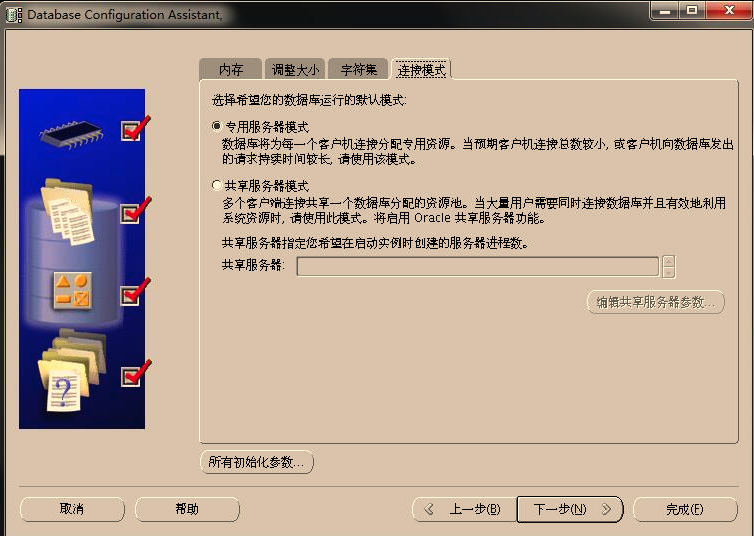 Database Configuration Assistant,
内存 调整大小 字符集 连接模式
选择希望您的数据库运行的默认模式:
专用服务器模式
数据库将为每一个客户机连接分配专用资源。当预期客户机连接总数较小, 或客户机向数据库发出
的请求持续时间较长, 请使用该模式。
共享服务器模式
多个客户端连接共享一个数据库分配的资源池。当大量用户需要同时连接数据库并且有效地利用
系统资源时, 请使用此模式。将启用 Oracle 共享服务器功能。
共享服务器指定您希望在启动实例时创建的服务器进程数。
共享服务器:
编辑共享服务器参数...
?
所有初始化参数...
取消 帮助 上一步(B) 下一步(N) 完成(F)